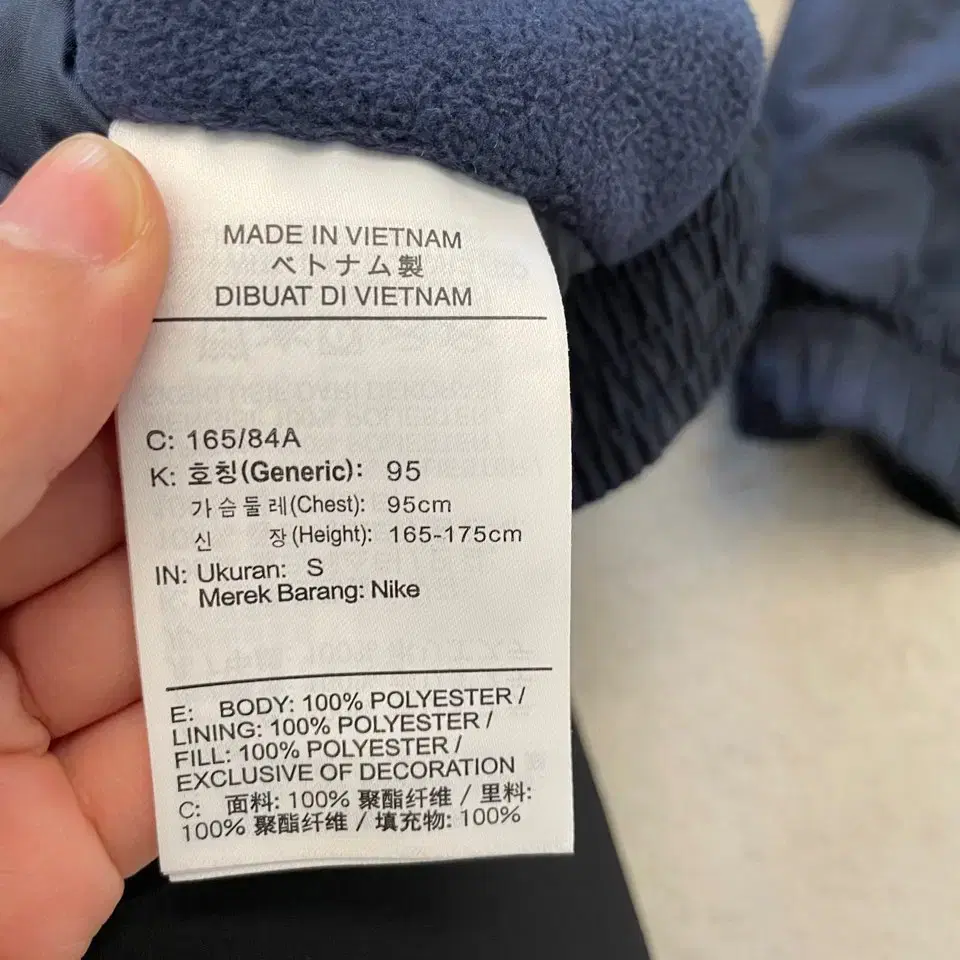 MADE IN VIETNAM
ベトナム製
DIBUAT DI VIETNAM
C: 165/84A
K: 호칭(Generic): 95
가슴둘레(Chest): 95cm
신 장(Height): 165-175cm
IN: Ukuran: S
Merek Barang: Nike
E: BODY: 100% POLYESTER /
LINING: 100% POLYESTER /
FILL: 100% POLYESTER /
EXCLUSIVE OF DECORATION
C: 面料: 100% 聚酯纤维 / 里料:
100% 聚酯纤维 / 填充物: 100%